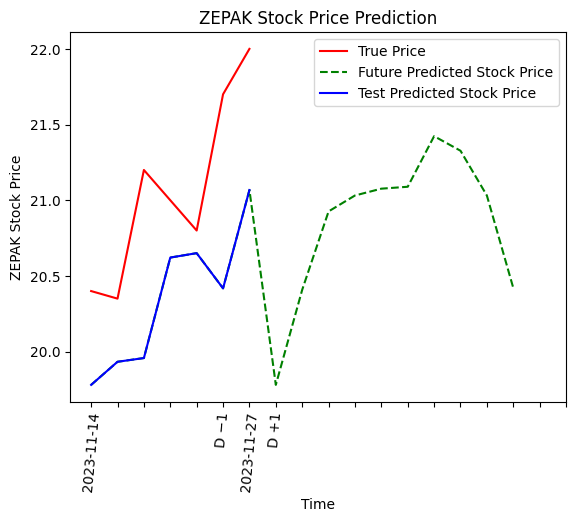 ZEPAK Stock Price Prediction
True Price
Future Predicted Stock Price
Test Predicted Stock Price
ZEPAK Stock Price
22.0
21.5
21.0
20.5
20.0
2023-11-14
D −1
2023-11-27
D +1
Time